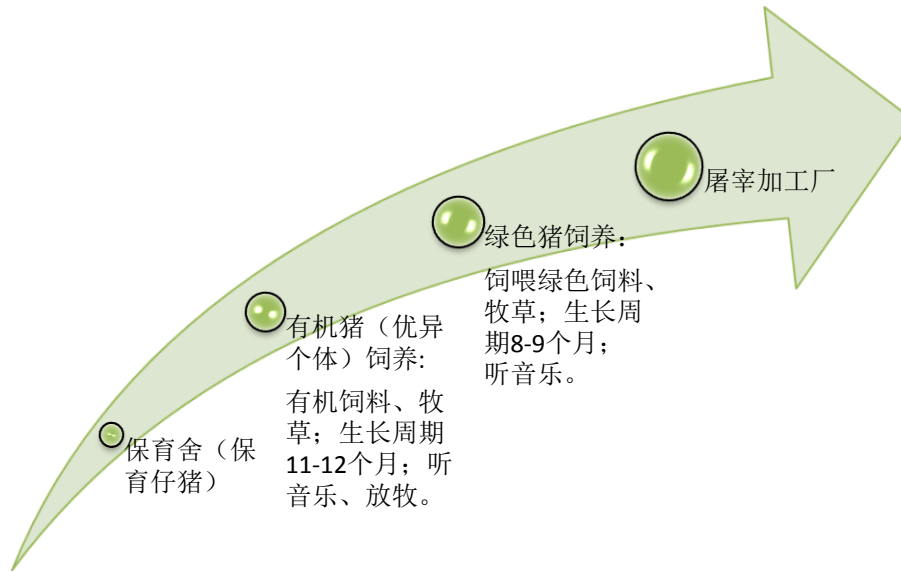 保育舍（保
育仔猪）
有机猪（优异
个体）饲养:
有机饲料、牧
草；生长周期
11-12个月；听
音乐、放牧。
绿色猪饲养：
饲喂绿色饲料、
牧草；生长周
期8-9个月；
听音乐。
屠宰加工厂